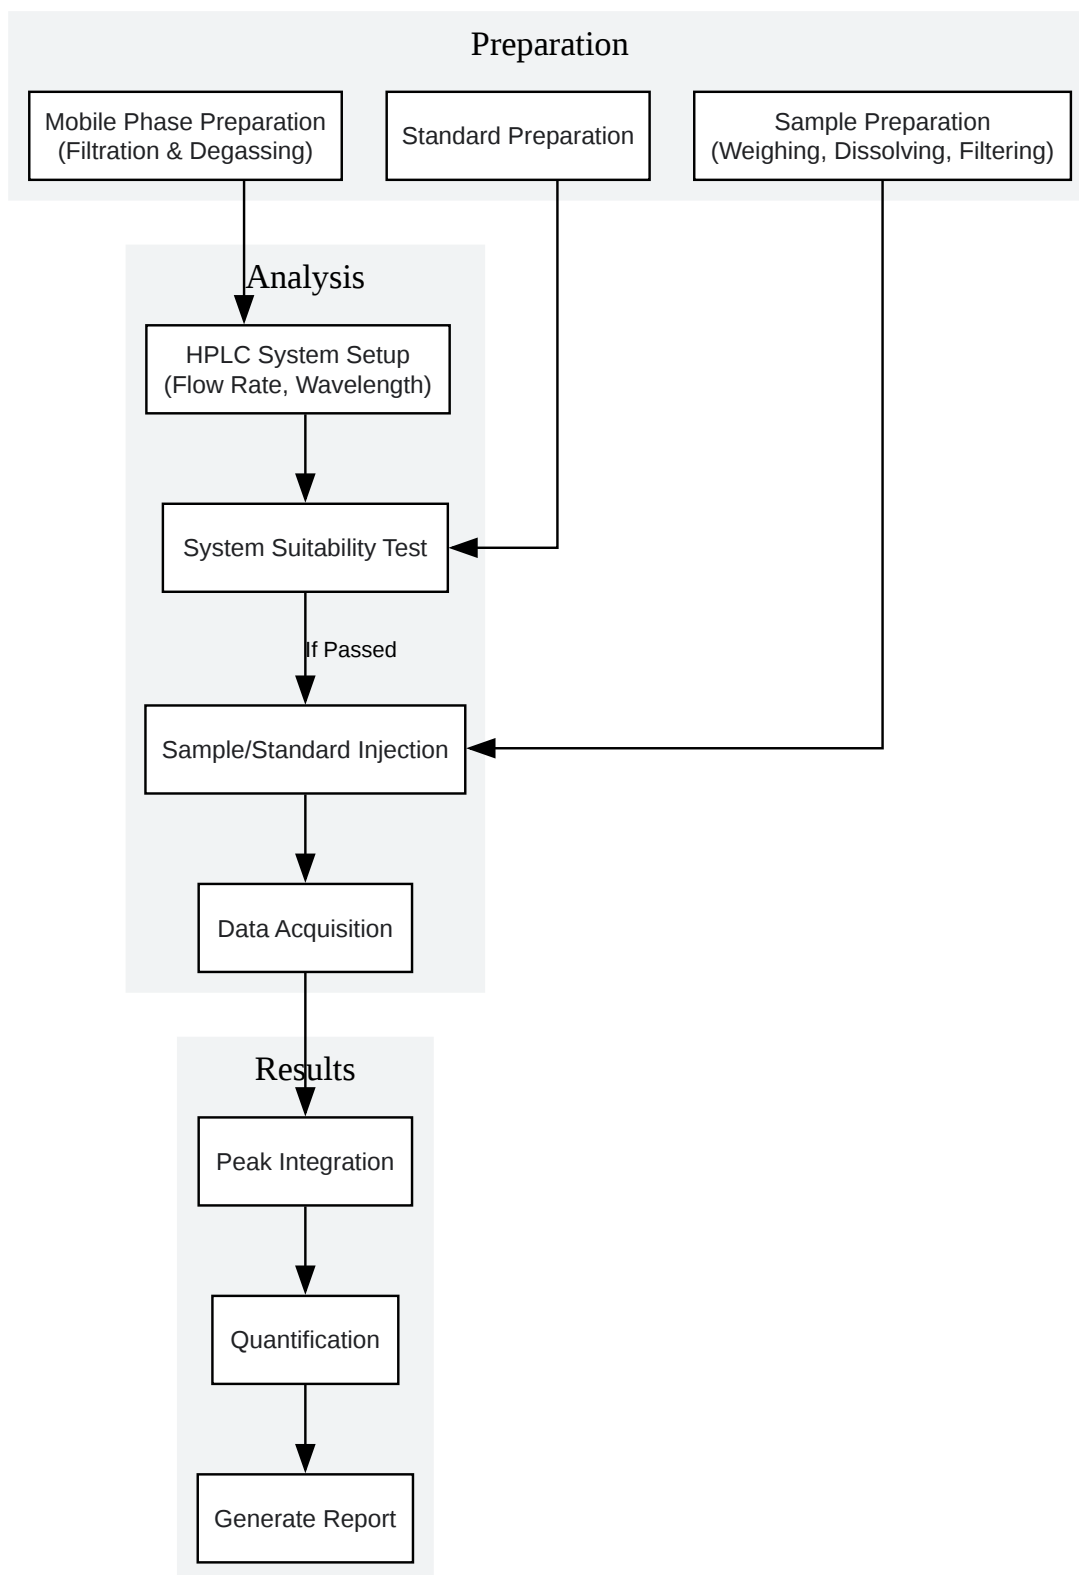 Preparation
Mobile Phase Preparation
(Filtration & Degassing)
Standard Preparation
Sample Preparation
(Weighing, Dissolving, Filtering)
Analysis
HPLC System Setup
(Flow Rate, Wavelength)
System Suitability Test
If Passed
Sample/Standard Injection
Data Acquisition
Results
Peak Integration
Quantification
Generate Report